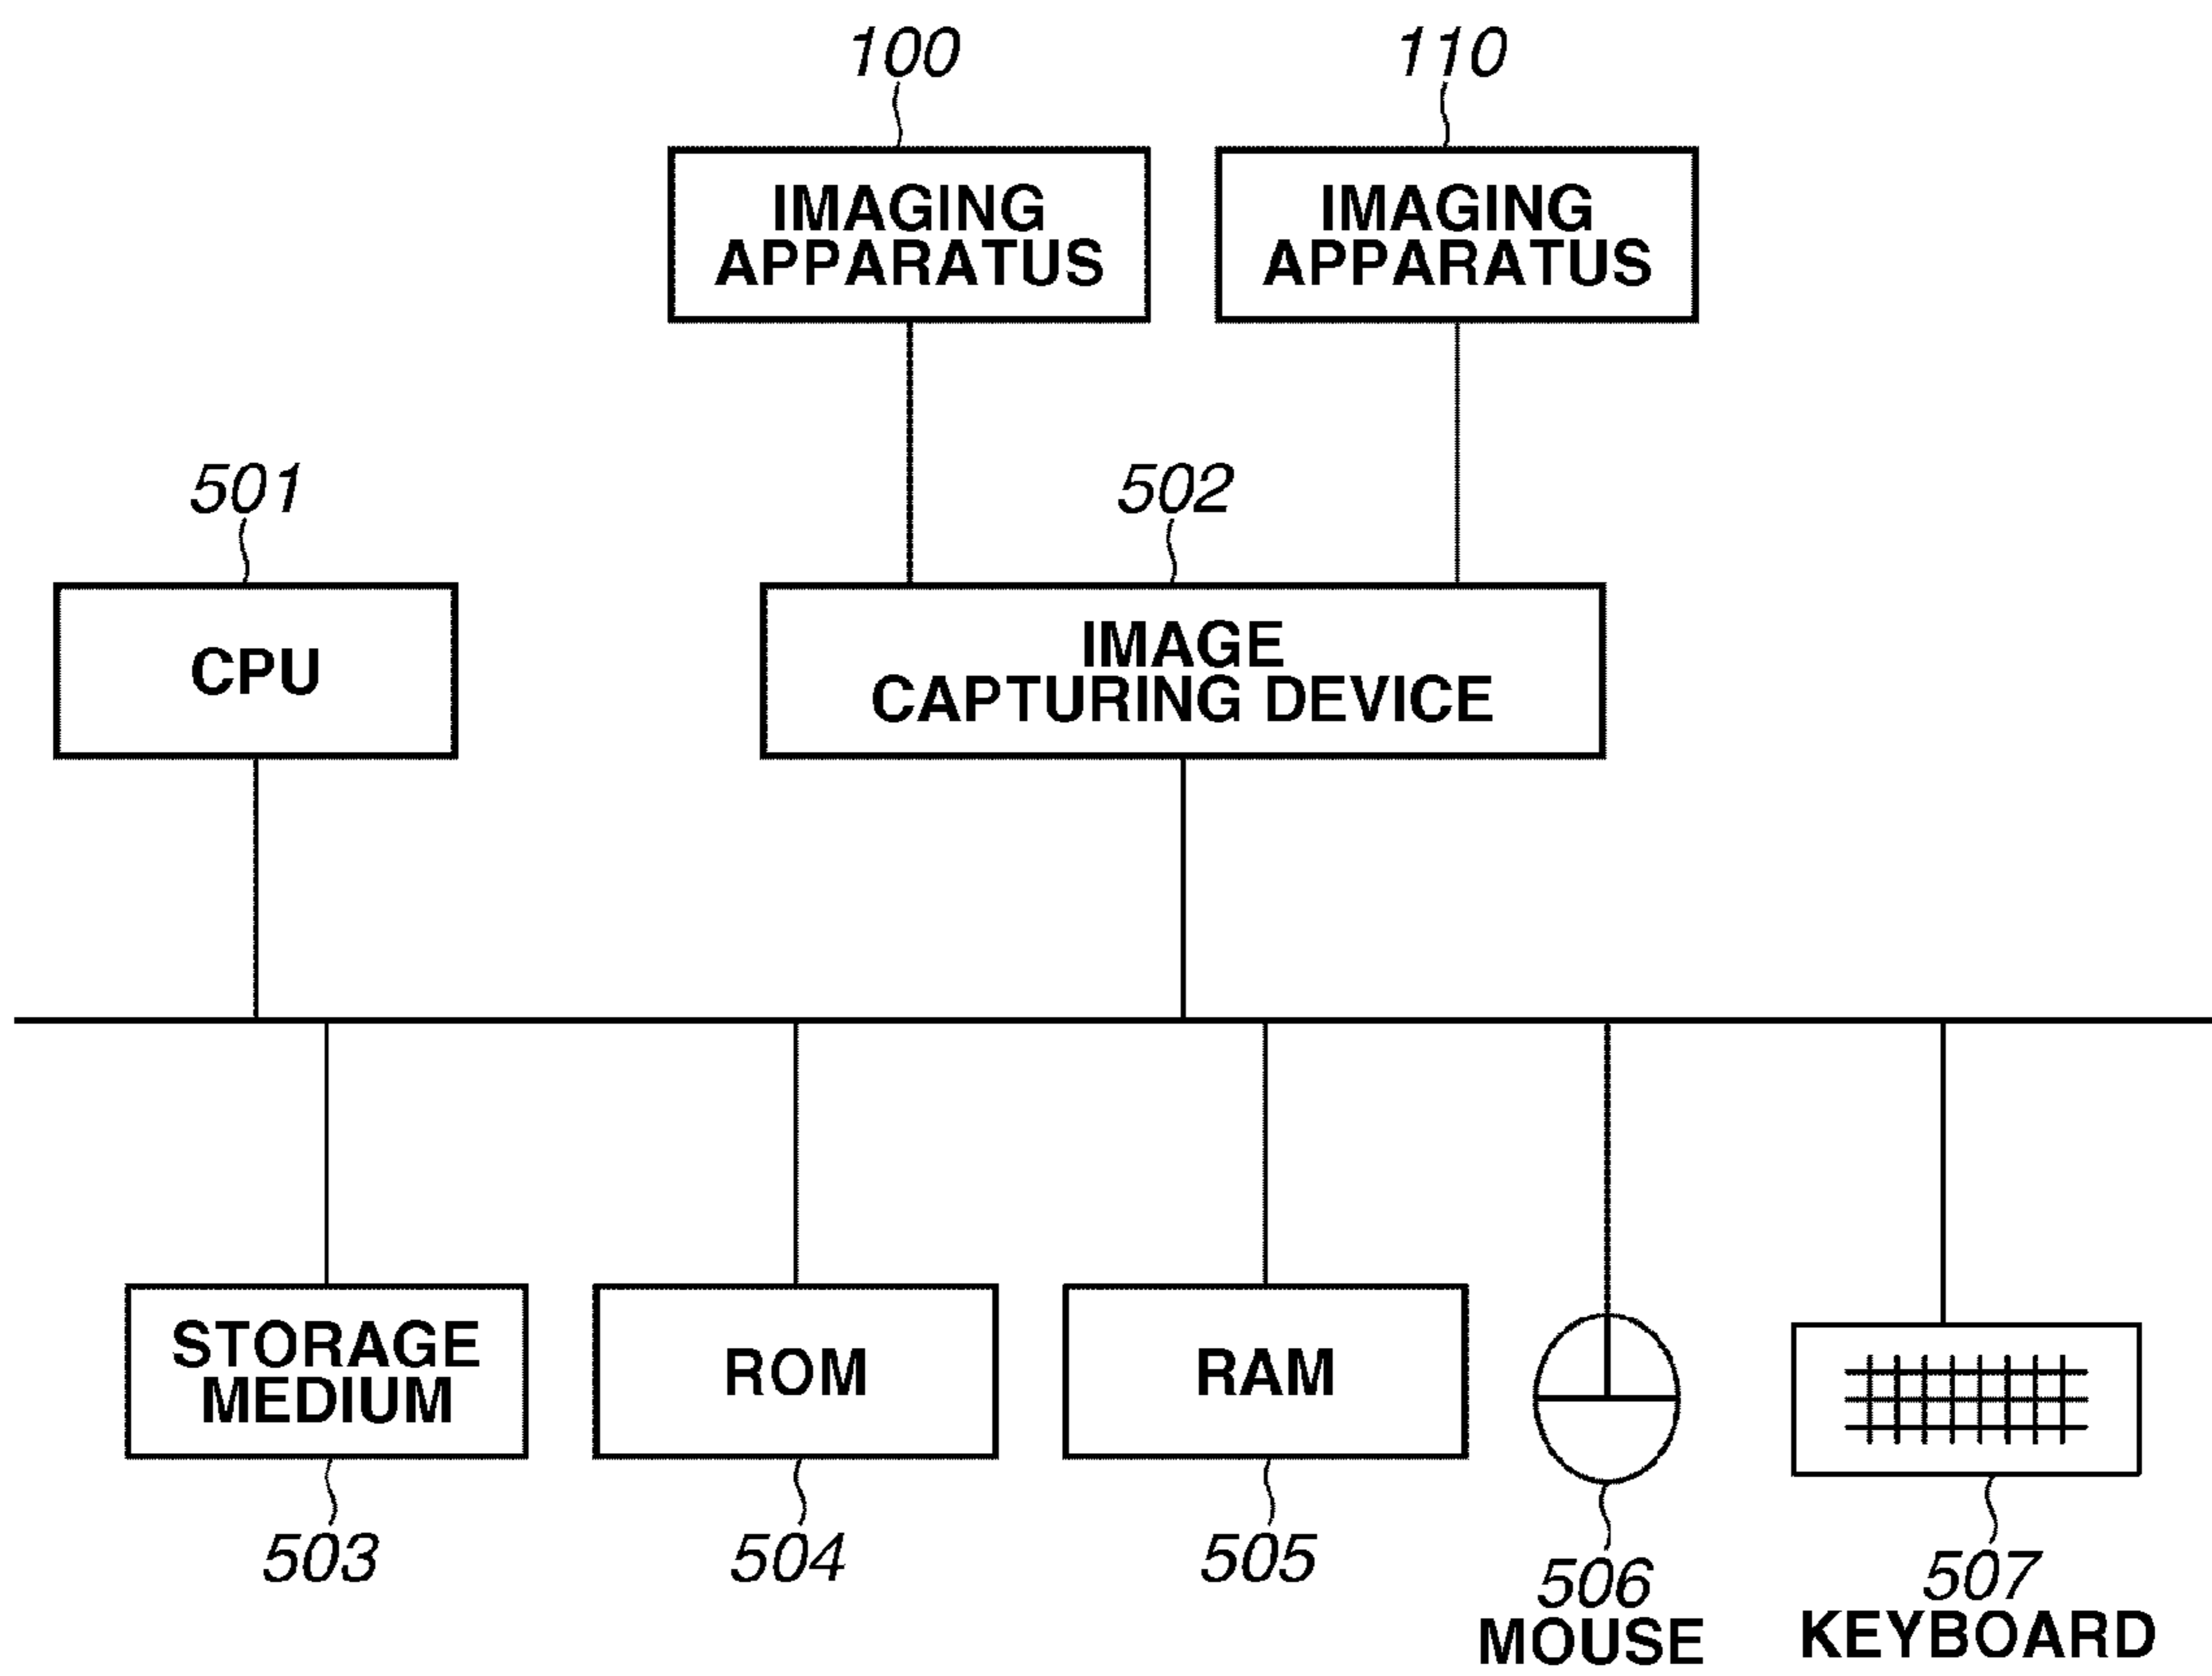 100
110
IMAGING
APPARATUS
IMAGING
APPARATUS
501
502
CPU
IMAGE
CAPTURING DEVICE
STORAGE
MEDIUM
ROM
RAM
503
504
505
506
MOUSE
507
KEYBOARD